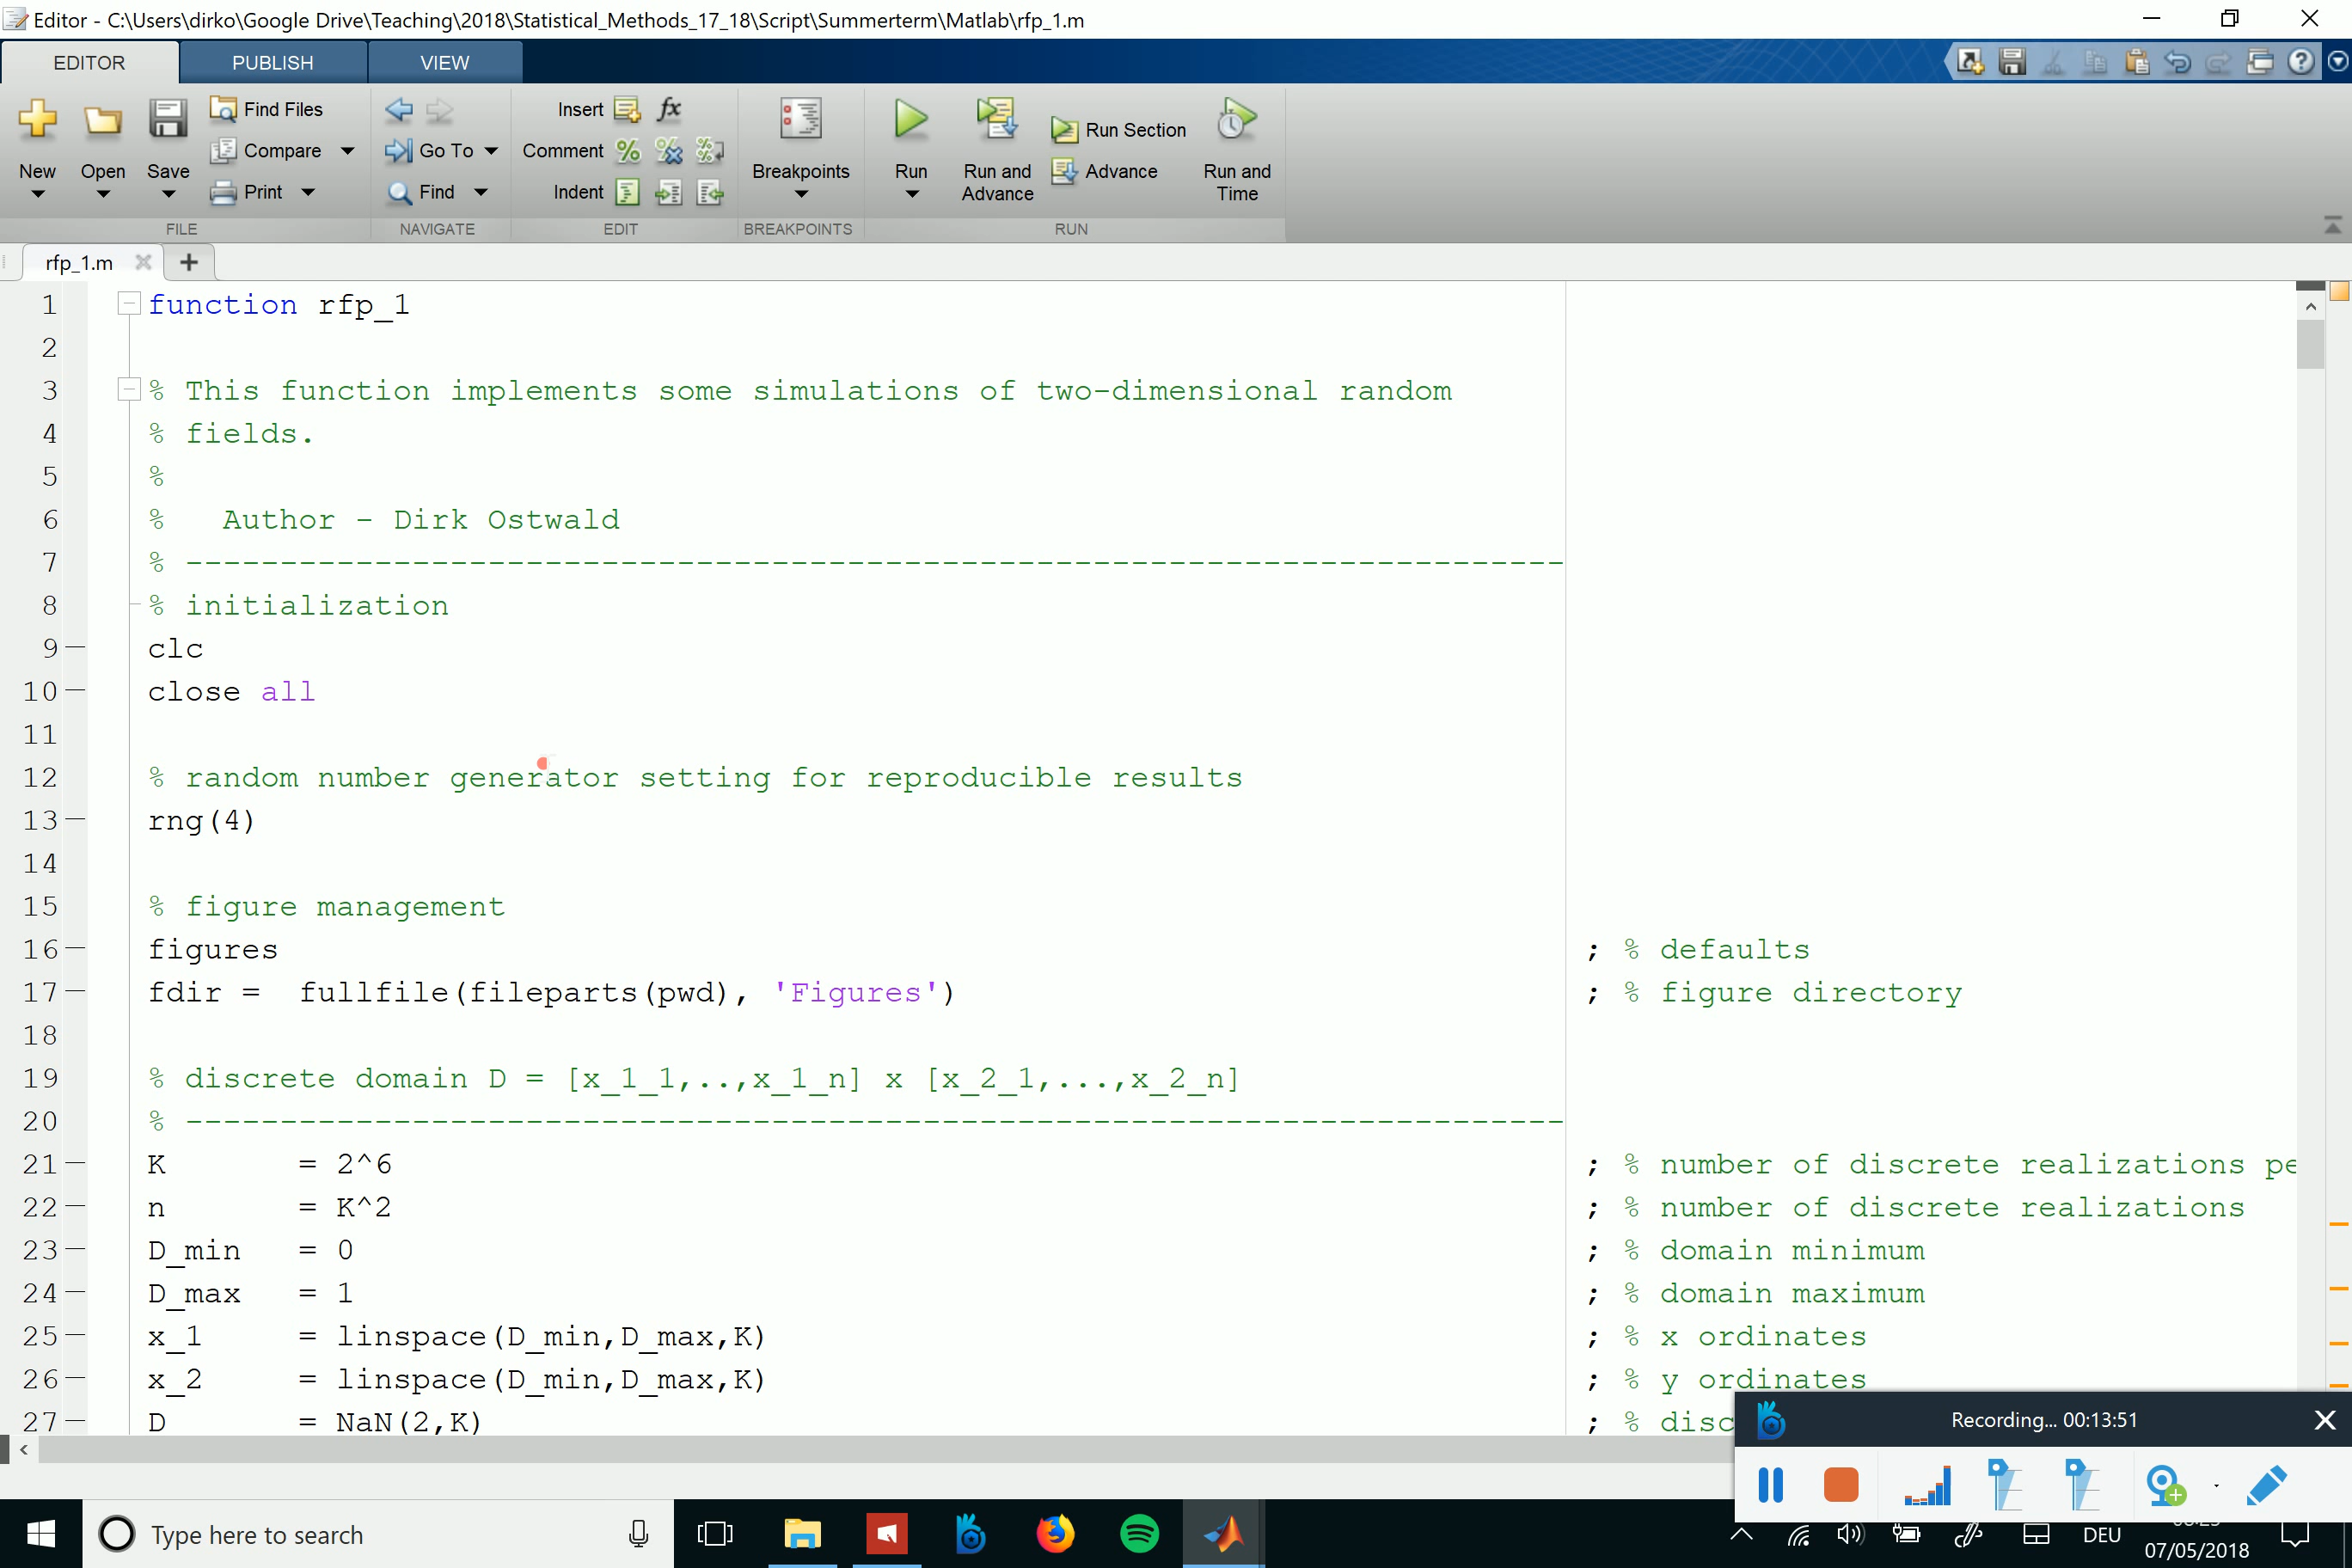 Editor - C:\Users\dirko\Google Drive\Teaching\2018\Statistical_Methods_17_18\Script\Summerterm\Matlab\rfp_1.m
EDITOR PUBLISH VIEW
New Open Save Find Files Compare Print
Go To Find
Insert fx
Comment
Indent
Breakpoints
Run Run and Advance Run Section Advance Run and Time
FILE NAVIGATE EDIT BREAKPOINTS RUN
rfp_1.m
1 function rfp_1
2
3 % This function implements some simulations of two-dimensional random
4 % fields.
5 %
6 %   Author - Dirk Ostwald
7 % -------------------------------------------------------------------------
8 % initialization
9 clc
10 close all
11
12 % random number generator setting for reproducible results
13 rng(4)
14
15 % figure management
16 figures ; % defaults
17 fdir =  fullfile(fileparts(pwd), 'Figures') ; % figure directory
18
19 % discrete domain D = [x_1_1,..,x_1_n] x [x_2_1,...,x_2_n]
20 % -------------------------------------------------------------------------
21 K       = 2^6 ; % number of discrete realizations pe
22 n       = K^2 ; % number of discrete realizations
23 D_min   = 0 ; % domain minimum
24 D_max   = 1 ; % domain maximum
25 x_1     = linspace(D_min,D_max,K) ; % x ordinates
26 x_2     = linspace(D_min,D_max,K) ; % y ordinates
27 D       = NaN(2,K) ; % disc
Recording... 00:13:51
Type here to search
DEU
07/05/2018